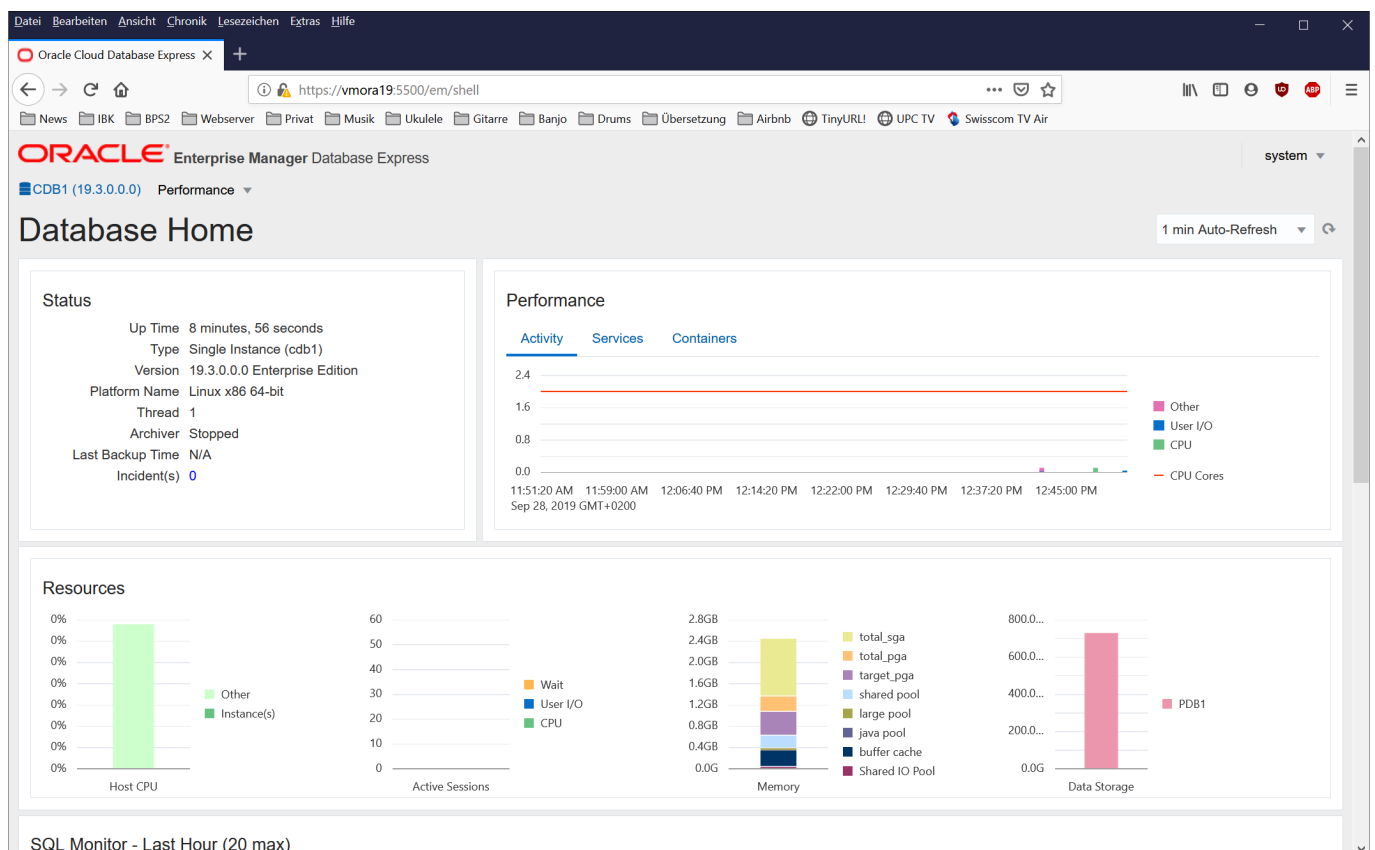 Datei Bearbeiten Ansicht Chronik Lesezeichen Extras Hilfe
Oracle Cloud Database Express
https://vmora19:5500/em/shell
News IBK BPS2 Webserver Privat Musik Ukulele Gitarre Banjo Drums Übersetzung Airbnb TinyURL! UPC TV Swisscom TV Air
ORACLE Enterprise Manager Database Express
system
CDB1 (19.3.0.0.0) Performance
Database Home
1 min Auto-Refresh
Status
Up Time 8 minutes, 56 seconds
Type Single Instance (cdb1)
Version 19.3.0.0.0 Enterprise Edition
Platform Name Linux x86 64-bit
Thread 1
Archiver Stopped
Last Backup Time N/A
Incident(s) 0
Performance
Activity Services Containers
2.4
1.6
0.8
0.0
11:51:20 AM 11:59:00 AM 12:06:40 PM 12:14:20 PM 12:22:00 PM 12:29:40 PM 12:37:20 PM 12:45:00 PM
Sep 28, 2019 GMT+0200
Other
User I/O
CPU
CPU Cores
Resources
0%
0%
0%
0%
0%
0%
0%
0%
Other
Instance(s)
Host CPU
60
50
40
30
20
10
0
Wait
User I/O
CPU
Active Sessions
2.8GB
2.4GB
2.0GB
1.6GB
1.2GB
0.8GB
0.4GB
0.0G
total_sga
total_pga
target_pga
shared pool
large pool
java pool
buffer cache
Shared IO Pool
Memory
800.0...
600.0...
400.0...
200.0...
0.0G
PDB1
Data Storage
SQL Monitor - Last Hour (20 max)